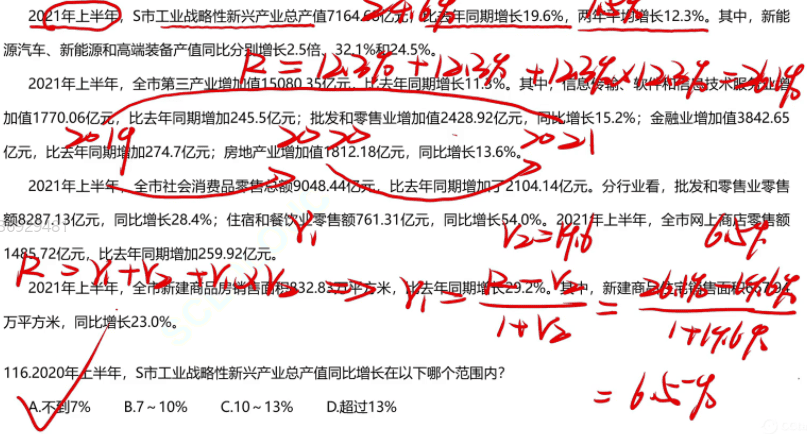 2021年上半年，S市工业战略性新兴产业总产值7164.亿元，比去年同期增长19.6%，两年平均增长12.3%。其中，新能
源汽车、新能源和高端装备产值同比分别增长2.5倍、32.1%和24.5%。
R = 12.3% + 12.3% + 12.3% × 12.3% = 26.1%
2021年上半年，全市第三产业增加值15080.35亿元，比去年同期增长11.3%。其中，信息传输、软件和信息技术服务业增
加值1770.06亿元，比去年同期增加245.5亿元；批发和零售业增加值2428.92亿元，同比增长15.2%；金融业增加值3842.65
2019 2020 2021
亿元，比去年同期增加274.7亿元；房地产业增加值1812.18亿元，同比增长13.6%。
2021年上半年，全市社会消费品零售总额9048.44亿元，比去年同期增加了2104.14亿元。分行业看，批发和零售业零售
额8287.13亿元，同比增长28.4%；住宿和餐饮业零售额761.31亿元，同比增长54.0%。2021年上半年，全市网上商店零售额
r₁ r₂=19.6 6.5%
1485.72亿元，比去年同期增加259.92亿元。
R = r₁+r₂+r₁×r₂ ⇒ r₁ = R-r₂ / 1+r₂ = 26.1%-19.6% / 1+19.6%
2021年上半年，全市新建商品房销售面积832.83万平方米，比去年同期增长29.2%。其中，新建商品住宅销售面积667.94
万平方米，同比增长23.0%。
= 6.5%
116.2020年上半年，S市工业战略性新兴产业总产值同比增长在以下哪个范围内？
A.不到7% B.7～10% C.10～13% D.超过13%